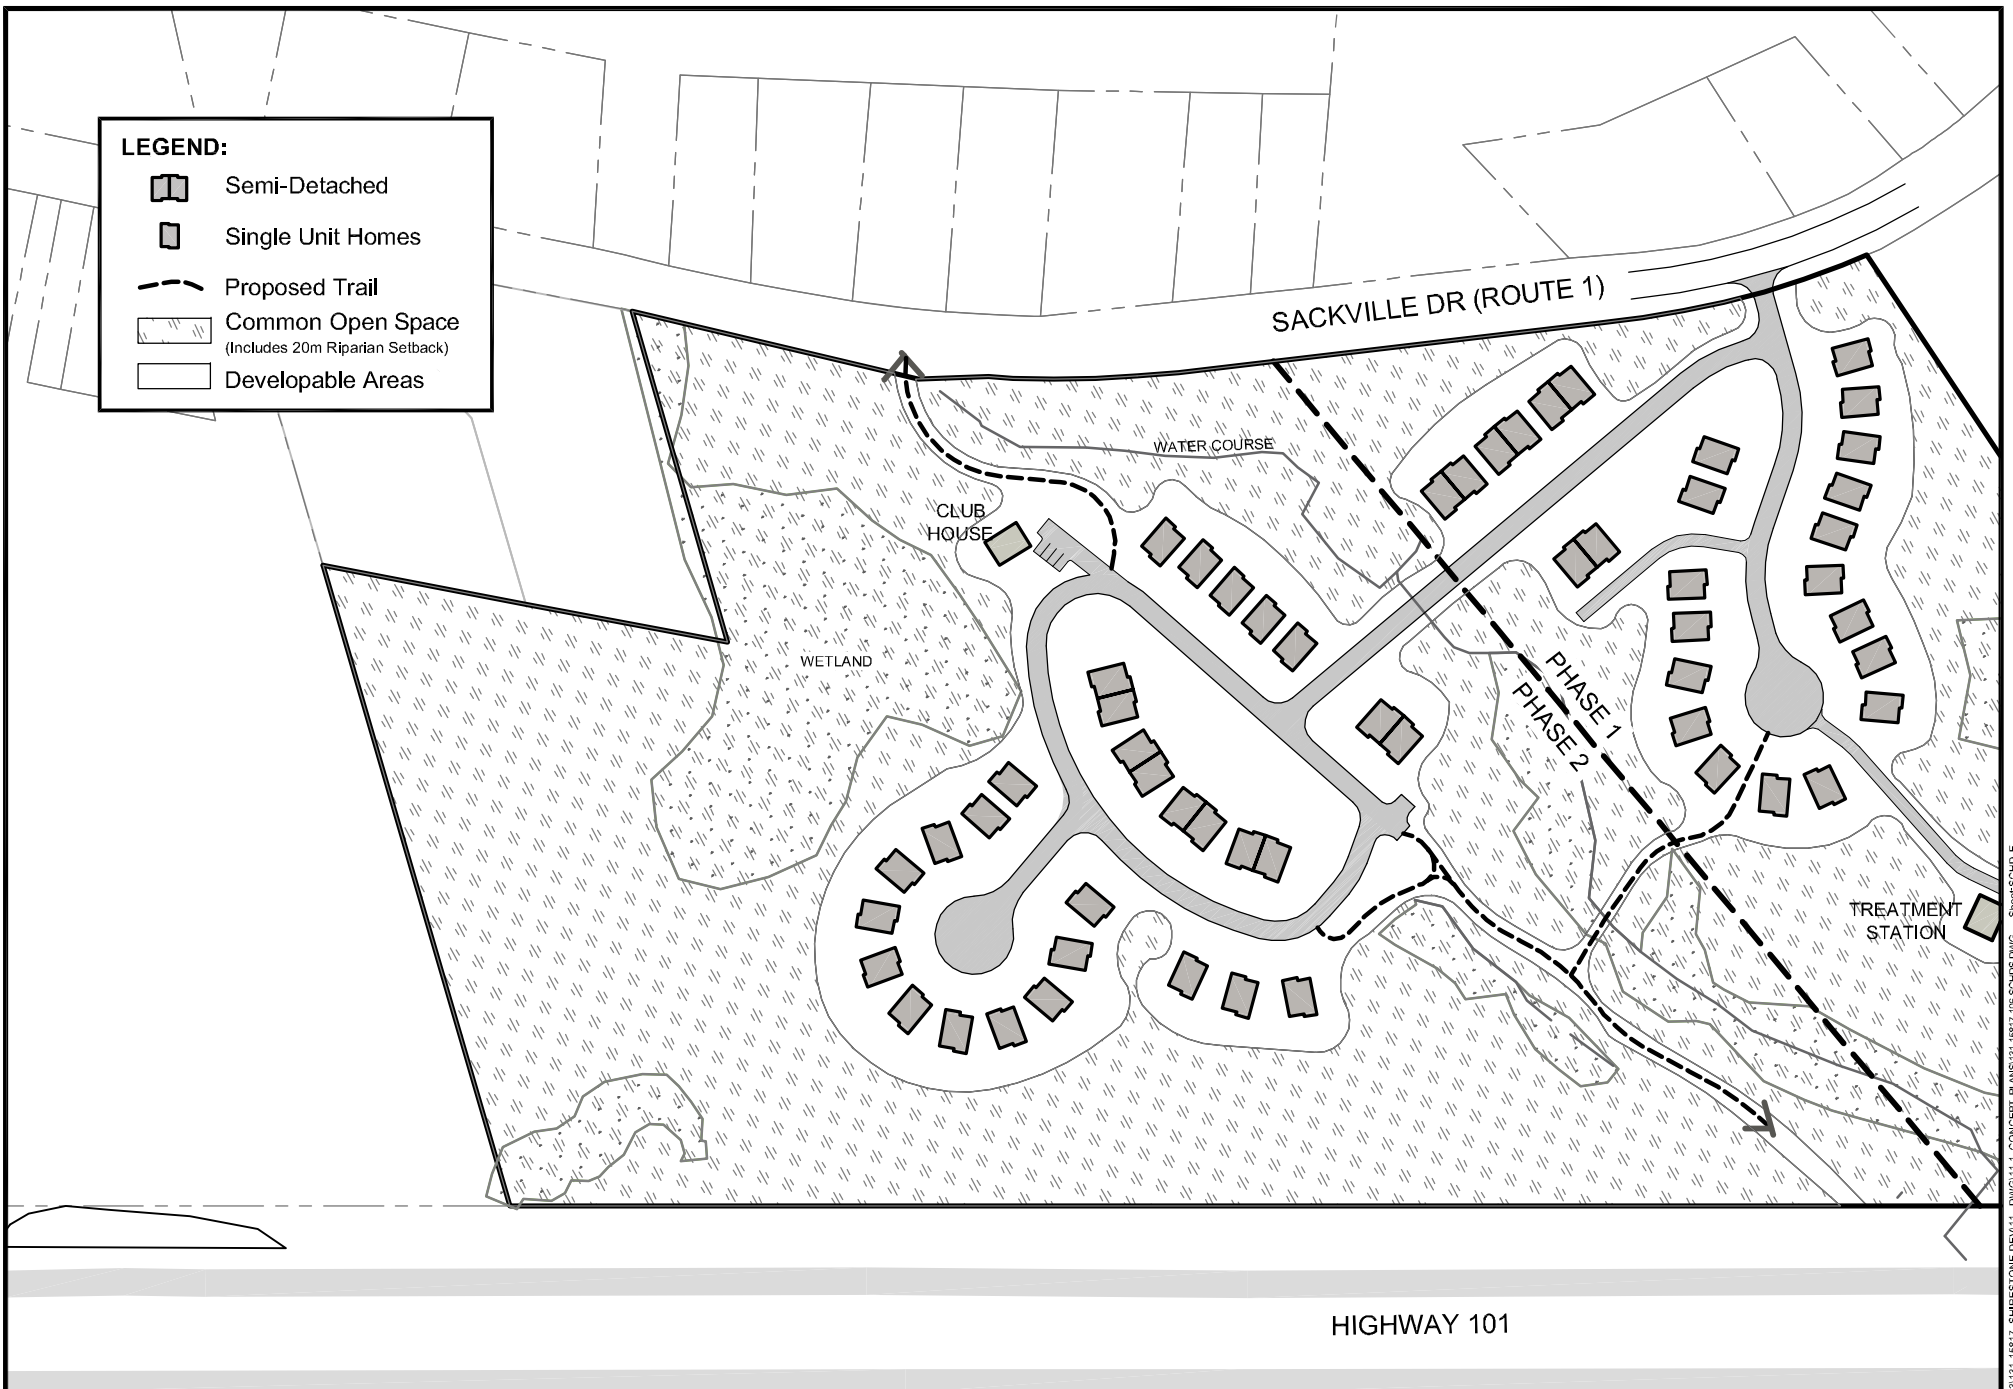 LEGEND:
Semi-Detached
Single Unit Homes
Proposed Trail
Common Open Space
(Includes 20m Riparian Setback)
Developable Areas
SACKVILLE DR (ROUTE 1)
WATER COURSE
CLUB
HOUSE
WETLAND
PHASE 1
PHASE 2
TREATMENT
STATION
HIGHWAY 101